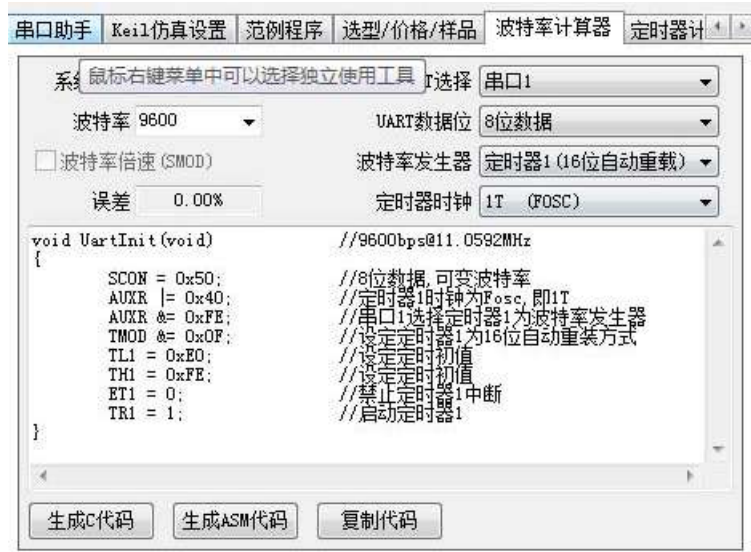 串口助手 Keil仿真设置 范例程序 选型/价格/样品 波特率计算器 定时器计
系 鼠标右键菜单中可以选择独立使用工具 T选择 串口1
波特率 9600 UART数据位 8位数据
波特率倍速(SMOD) 波特率发生器 定时器1(16位自动重载)
误差 0.00% 定时器时钟 1T (FOSC)
void UartInit(void) //9600bps@11.0592MHz
{
SCON = 0x50; //8位数据,可变波特率
AUXR |= 0x40; //定时器1时钟为Fosc,即1T
AUXR &= 0xFE; //串口1选择定时器1为波特率发生器
TMOD &= 0x0F; //设定定时器1为16位自动重装方式
TL1 = 0xE0; //设定定时初值
TH1 = 0xFE; //设定定时初值
ET1 = 0; //禁止定时器1中断
TR1 = 1; //启动定时器1
}
生成C代码 生成ASM代码 复制代码